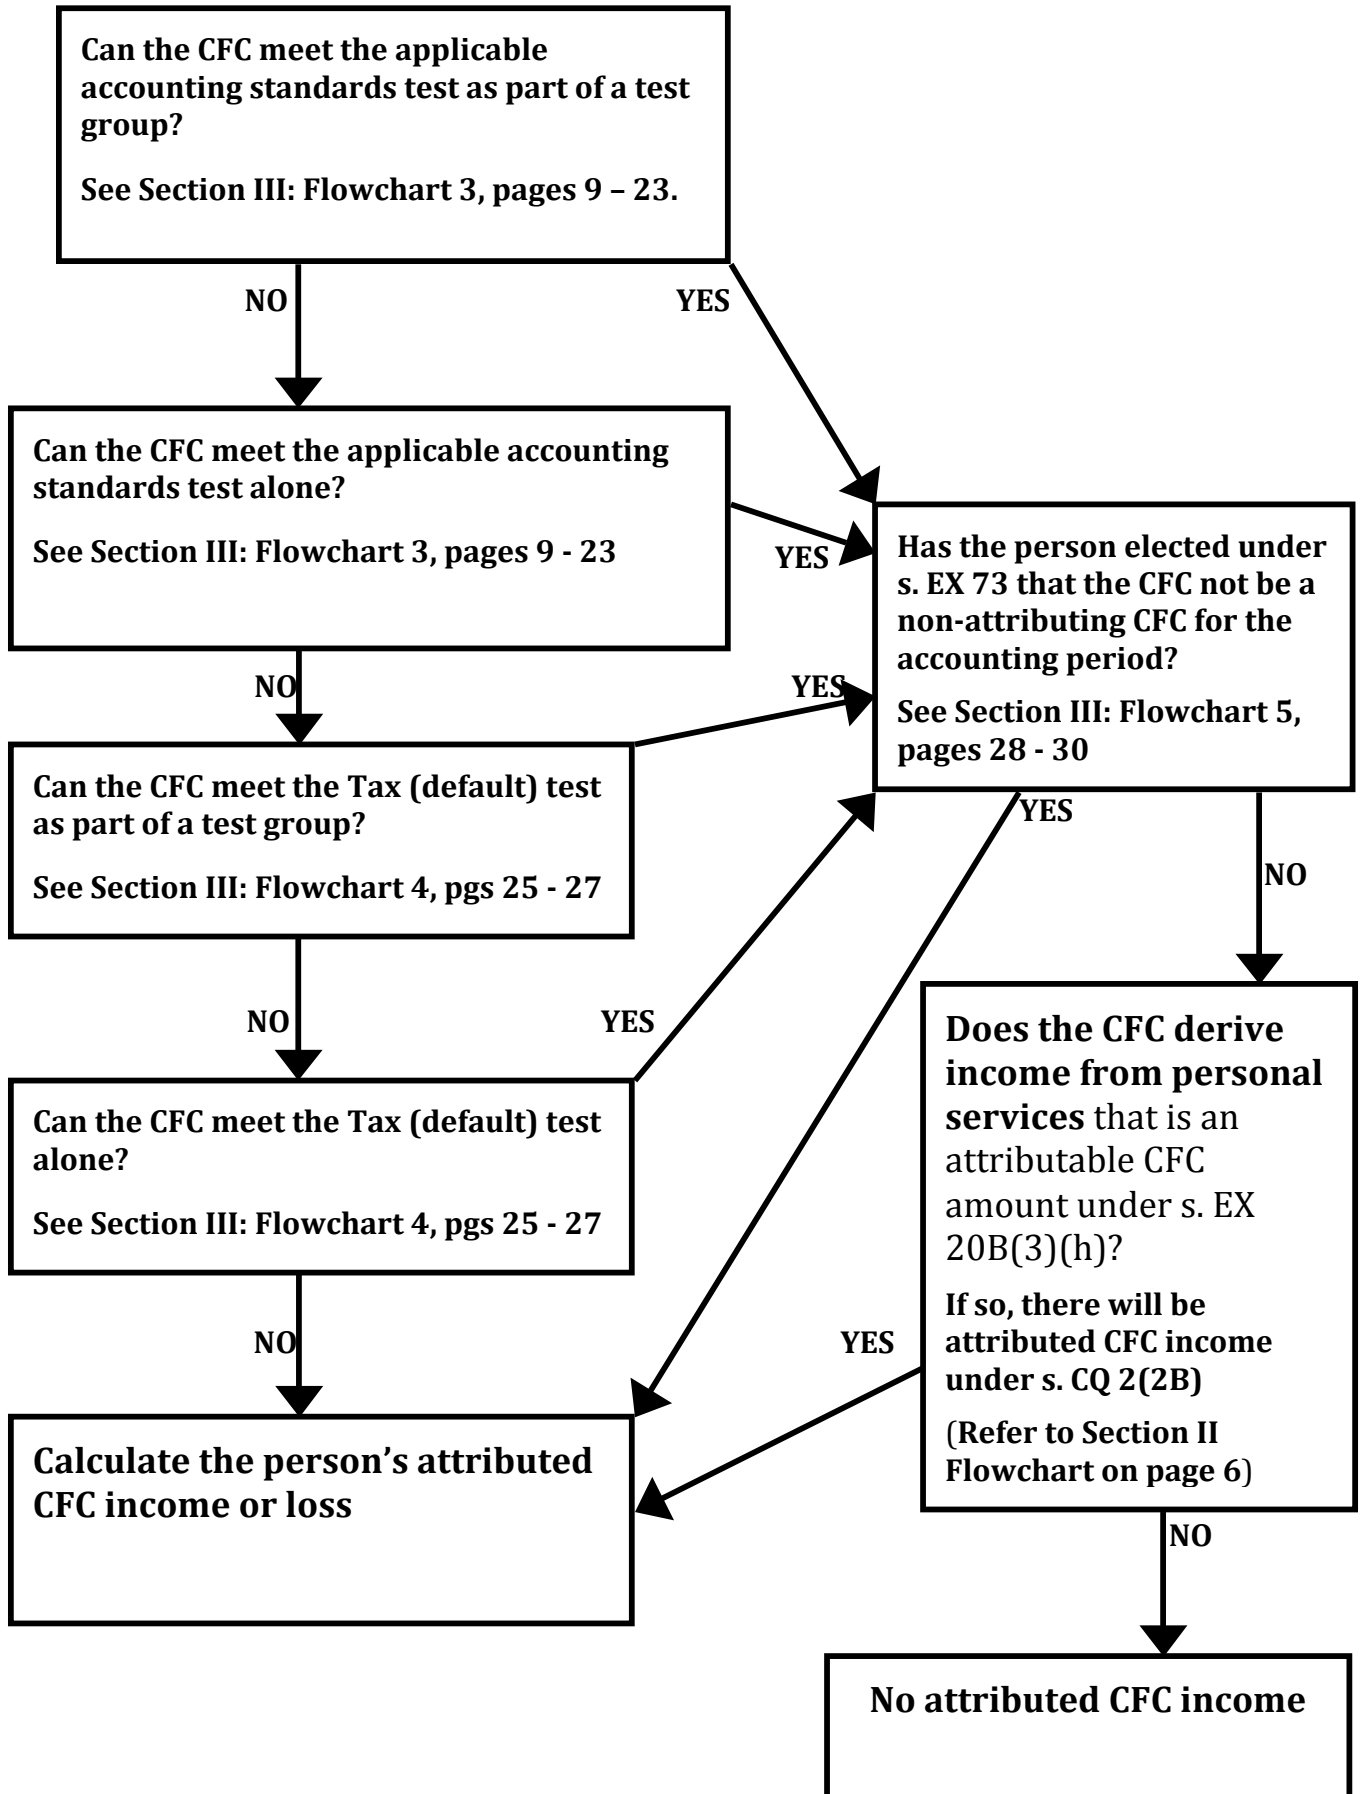 Can the CFC meet the applicable
accounting standards test as part of a test
group?
See Section III: Flowchart 3, pages 9 – 23.
NO
YES
Can the CFC meet the applicable accounting
standards test alone?
See Section III: Flowchart 3, pages 9 - 23
YES
Has the person elected under
s. EX 73 that the CFC not be a
non-attributing CFC for the
accounting period?
See Section III: Flowchart 5,
pages 28 - 30
NO
YES
Can the CFC meet the Tax (default) test
as part of a test group?
See Section III: Flowchart 4, pgs 25 - 27
YES
NO
NO
YES
Does the CFC derive
income from personal
services that is an
attributable CFC
amount under s. EX
20B(3)(h)?
If so, there will be
attributed CFC income
under s. CQ 2(2B)
(Refer to Section II
Flowchart on page 6)
Can the CFC meet the Tax (default) test
alone?
See Section III: Flowchart 4, pgs 25 - 27
NO
YES
Calculate the person's attributed
CFC income or loss
NO
No attributed CFC income